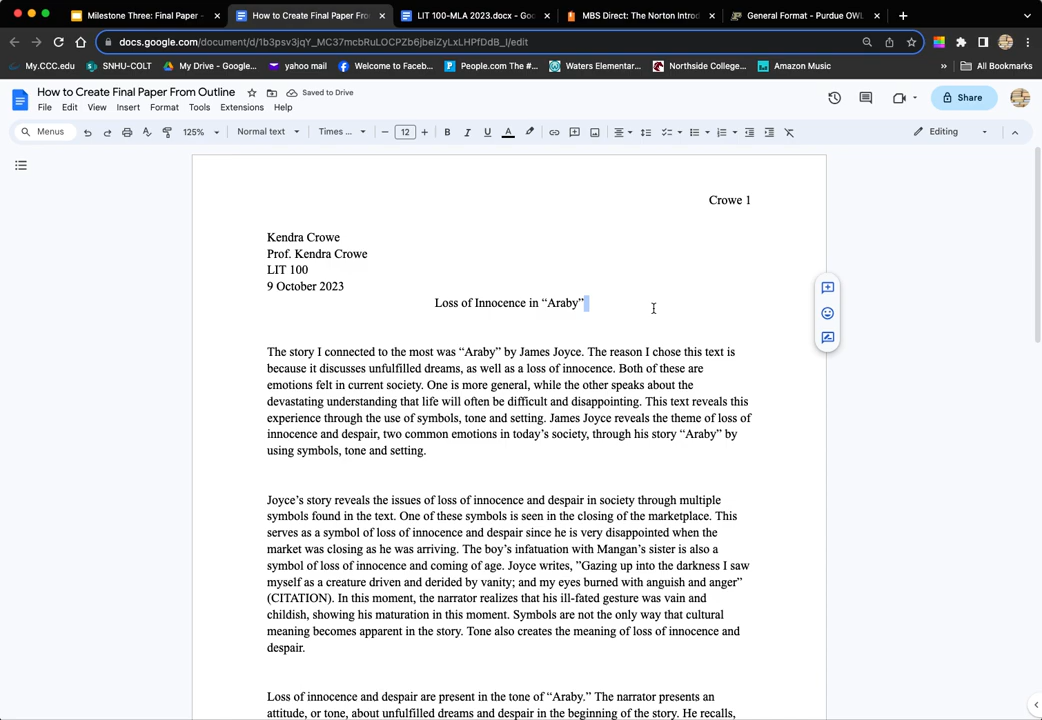 Milestone Three: Final Paper -
How to Create Final Paper From
LIT 100-MLA 2023.docx - Goo
MBS Direct: The Norton Introd
General Format - Purdue OWL
docs.google.com/document/d/1b3psv3jqY_MC37mcbRuLOCPZb6jbeiZyLxLHPfDdB_I/edit
My.CCC.edu
SNHU-COLT
My Drive - Google...
yahoo mail
Welcome to Faceb...
People.com The #...
Waters Elementar...
Northside College...
Amazon Music
»
All Bookmarks
How to Create Final Paper From Outline
Saved to Drive
File Edit View Insert Format Tools Extensions Help
Share
Menus
125%
Normal text
Times ...
12
B I U A
Editing
Crowe 1
Kendra Crowe
Prof. Kendra Crowe
LIT 100
9 October 2023
Loss of Innocence in “Araby”
The story I connected to the most was “Araby” by James Joyce. The reason I chose this text is
because it discusses unfulfilled dreams, as well as a loss of innocence. Both of these are
emotions felt in current society. One is more general, while the other speaks about the
devastating understanding that life will often be difficult and disappointing. This text reveals this
experience through the use of symbols, tone and setting. James Joyce reveals the theme of loss of
innocence and despair, two common emotions in today’s society, through his story “Araby” by
using symbols, tone and setting.
Joyce’s story reveals the issues of loss of innocence and despair in society through multiple
symbols found in the text. One of these symbols is seen in the closing of the marketplace. This
serves as a symbol of loss of innocence and despair since he is very disappointed when the
market was closing as he was arriving. The boy’s infatuation with Mangan’s sister is also a
symbol of loss of innocence and coming of age. Joyce writes, ”Gazing up into the darkness I saw
myself as a creature driven and derided by vanity; and my eyes burned with anguish and anger”
(CITATION). In this moment, the narrator realizes that his ill-fated gesture was vain and
childish, showing his maturation in this moment. Symbols are not the only way that cultural
meaning becomes apparent in the story. Tone also creates the meaning of loss of innocence and
despair.
Loss of innocence and despair are present in the tone of “Araby.” The narrator presents an
attitude, or tone, about unfulfilled dreams and despair in the beginning of the story. He recalls,